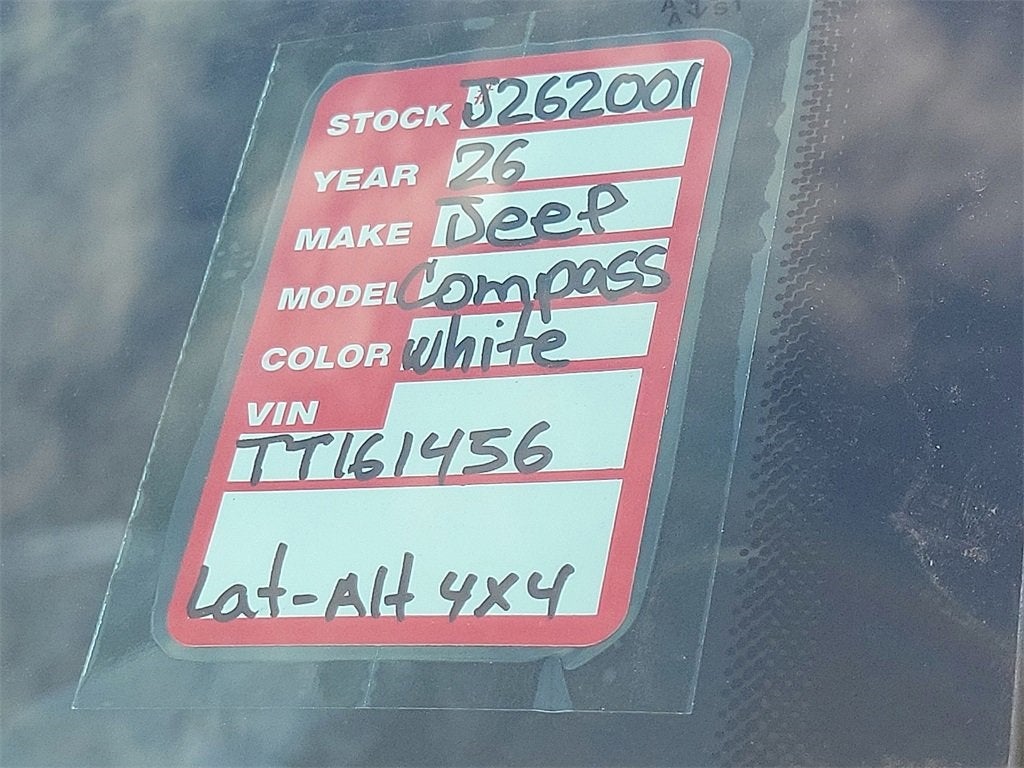 STOCK J262001
YEAR 26
MAKE Jeep
MODEL Compass
COLOR White
VIN
TT161456
Lat-Alt 4x4